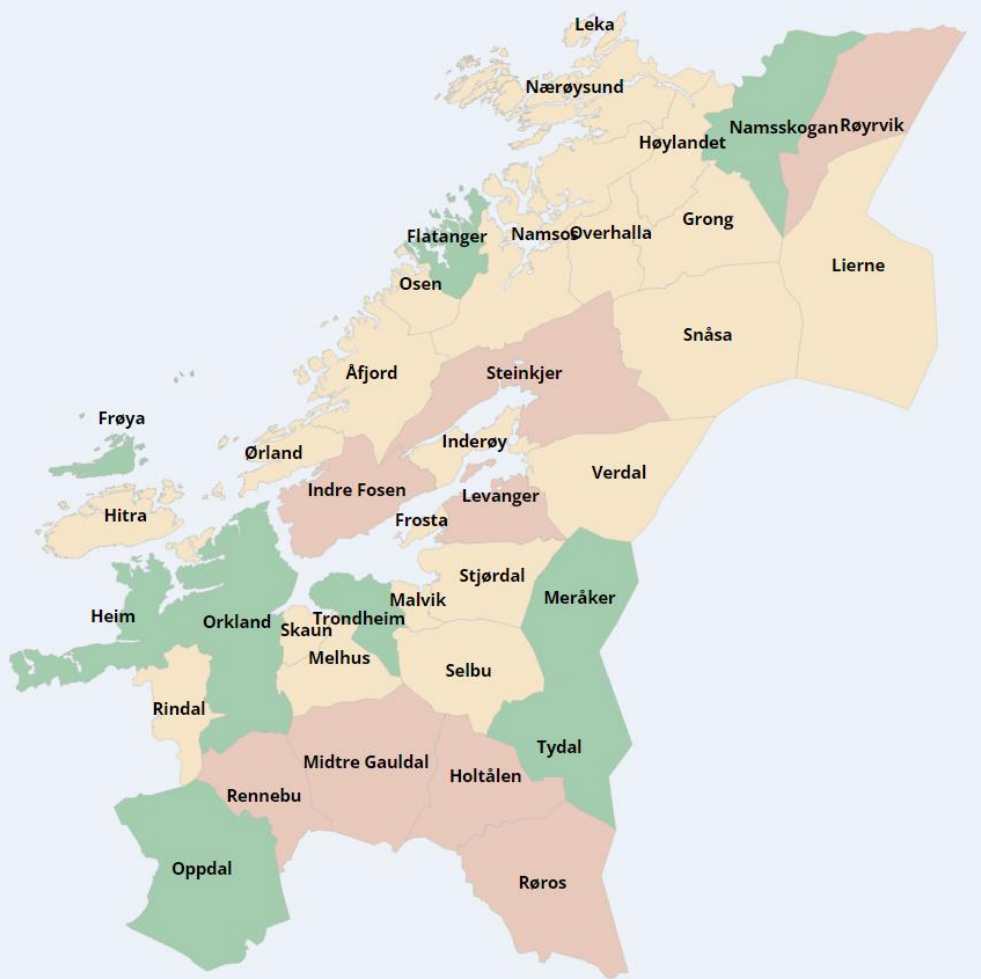 Leka
Nærøysund
Namsskogan
Røyrvik
Høylandet
Grong
Namsos
Overhalla
Flatanger
Lierne
Osen
Snåsa
Åfjord
Steinkjer
Frøya
Ørland
Inderøy
Verdal
Indre Fosen
Levanger
Hitra
Frosta
Stjørdal
Meråker
Malvik
Heim
Orkland
Trondheim
Skaun
Melhus
Selbu
Rindal
Tydal
Midtre Gauldal
Holtålen
Rennebu
Oppdal
Røros